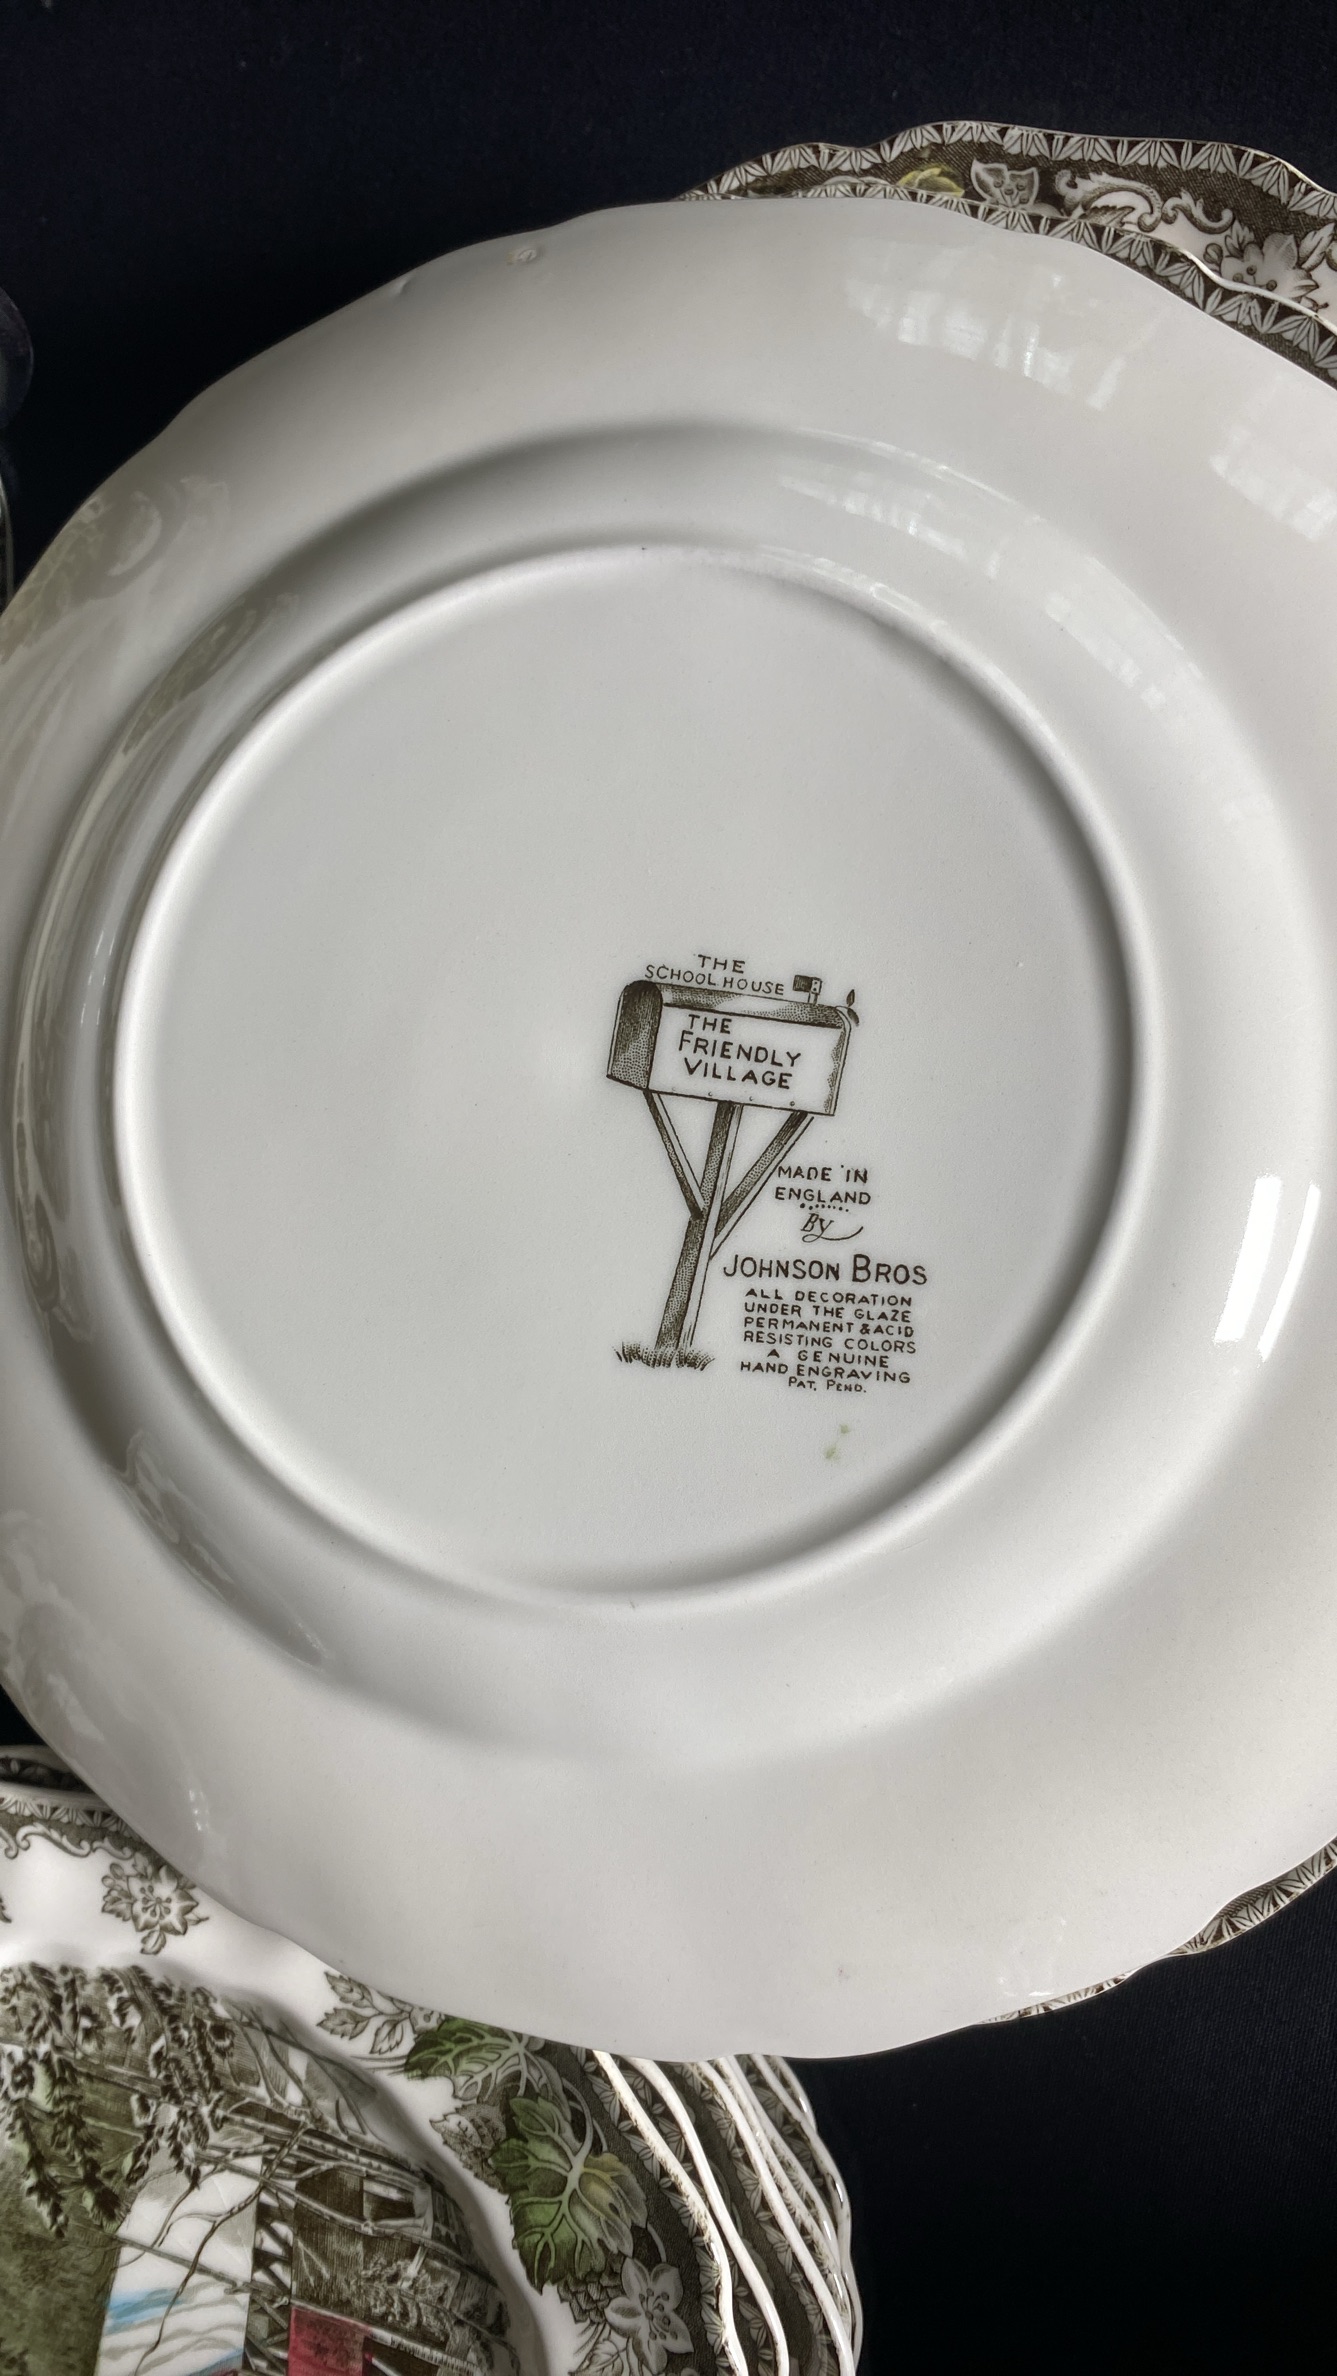 THE
SCHOOL HOUSE
THE
FRIENDLY
VILLAGE
MADE IN
ENGLAND
By
JOHNSON BROS
ALL DECORATION
UNDER THE GLAZE
PERMANENT & ACID
RESISTING COLORS
A GENUINE
HAND ENGRAVING
PAT. PEND.